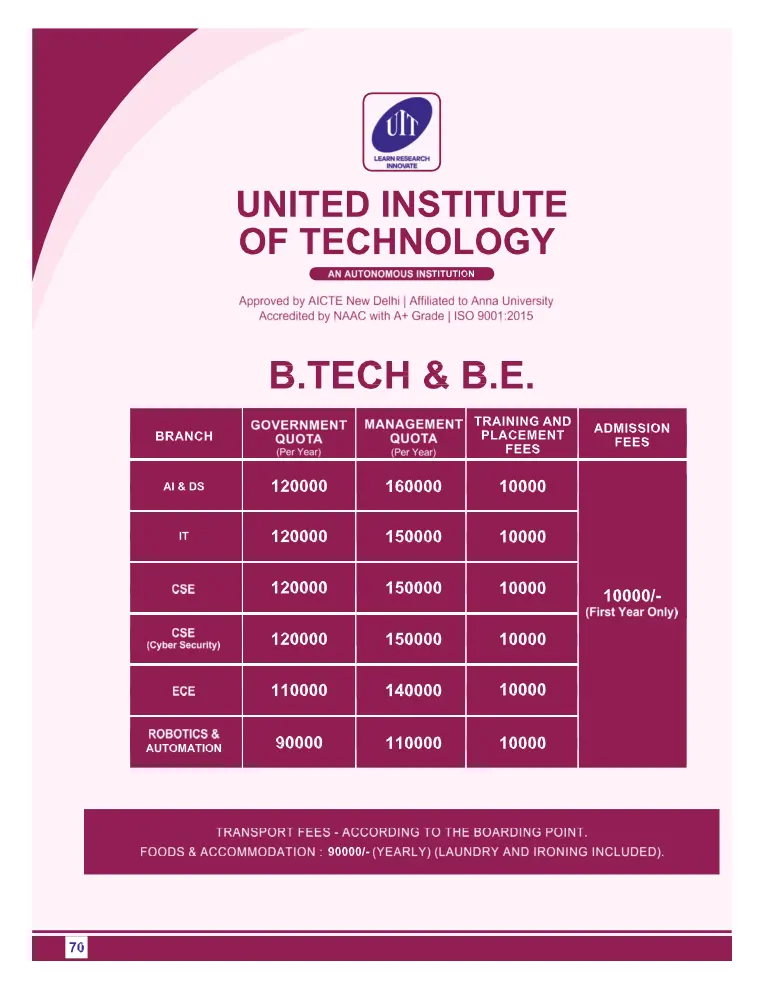 UIT
LEARN RESEARCH
INNOVATE
UNITED INSTITUTE
OF TECHNOLOGY
AN AUTONOMOUS INSTITUTION
Approved by AICTE New Delhi | Affiliated to Anna University
Accredited by NAAC with A+ Grade | ISO 9001:2015
B.TECH & B.E.
BRANCH
GOVERNMENT
QUOTA
(Per Year)
MANAGEMENT
QUOTA
(Per Year)
TRAINING AND
PLACEMENT
FEES
ADMISSION
FEES
AI & DS 120000 160000 10000
IT 120000 150000 10000
CSE 120000 150000 10000
10000/-
(First Year Only)
CSE
(Cyber Security)
120000 150000 10000
ECE 110000 140000 10000
ROBOTICS &
AUTOMATION
90000 110000 10000
TRANSPORT FEES - ACCORDING TO THE BOARDING POINT.
FOODS & ACCOMMODATION : 90000/- (YEARLY) (LAUNDRY AND IRONING INCLUDED).
70